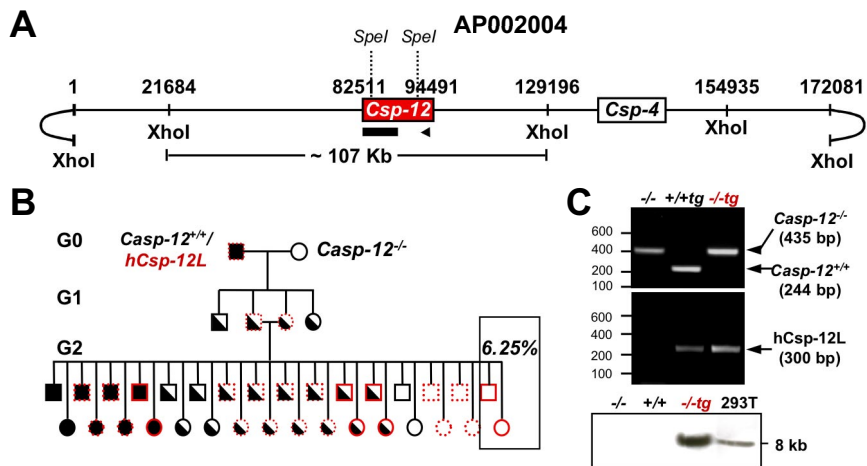 A
SpeI SpeI AP002004
1 21684 82511 94491 129196 154935 172081
Csp-12 Csp-4
XhoI XhoI XhoI
XhoI XhoI
~ 107 Kb
B
G0 Casp-12+/+/ Casp-12-/-
hCsp-12L
G1
G2 6.25%
C
-/- +/+tg -/-tg
600
400
200
100
Casp-12-/-
(435 bp)
Casp-12+/+
(244 bp)
600
400
200
100
hCsp-12L
(300 bp)
-/- +/+ -/-tg 293T
8 kb